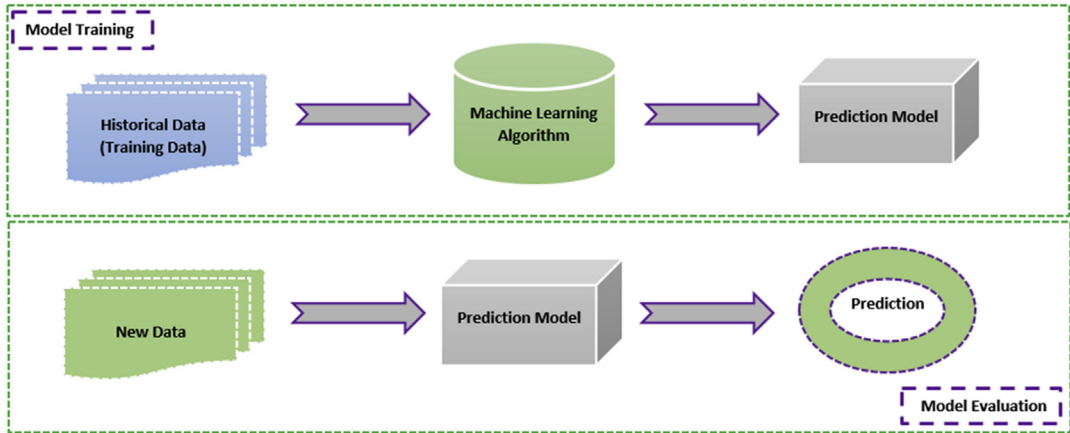 Model Training
Historical Data
(Training Data)
Machine Learning
Algorithm
Prediction Model
New Data
Prediction Model
Prediction
Model Evaluation